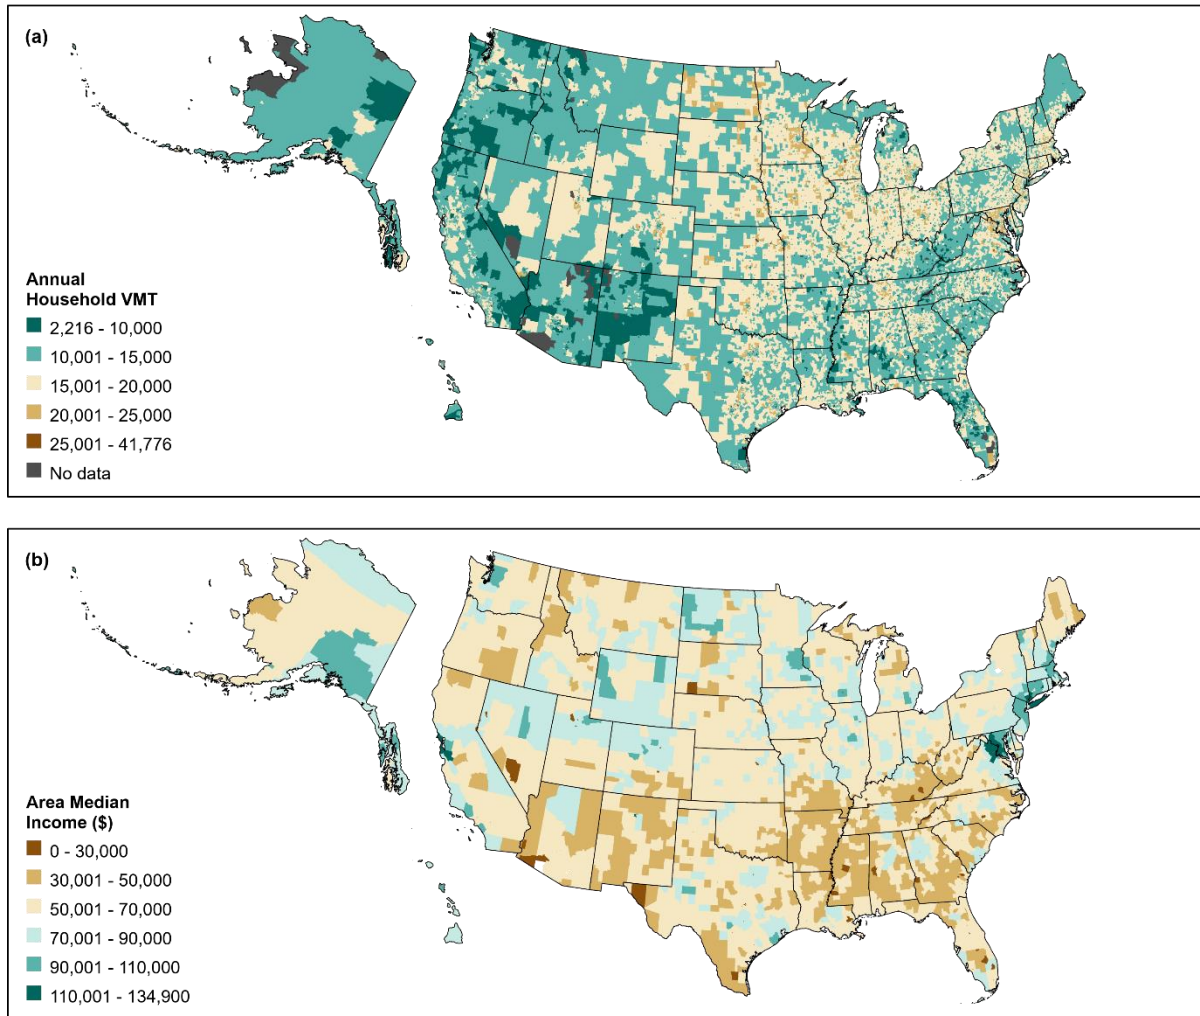 (a)
Annual
Household VMT
2,216 - 10,000
10,001 - 15,000
15,001 - 20,000
20,001 - 25,000
25,001 - 41,776
No data
(b)
Area Median
Income ($)
0 - 30,000
30,001 - 50,000
50,001 - 70,000
70,001 - 90,000
90,001 - 110,000
110,001 - 134,900